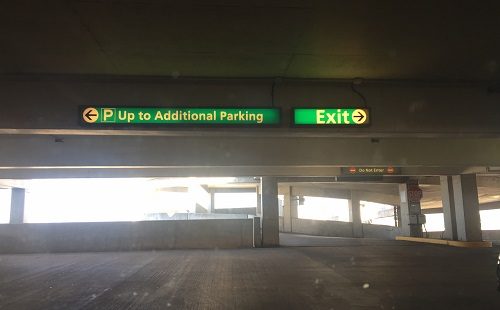 P Up to Additional Parking
Exit
Do Not Enter